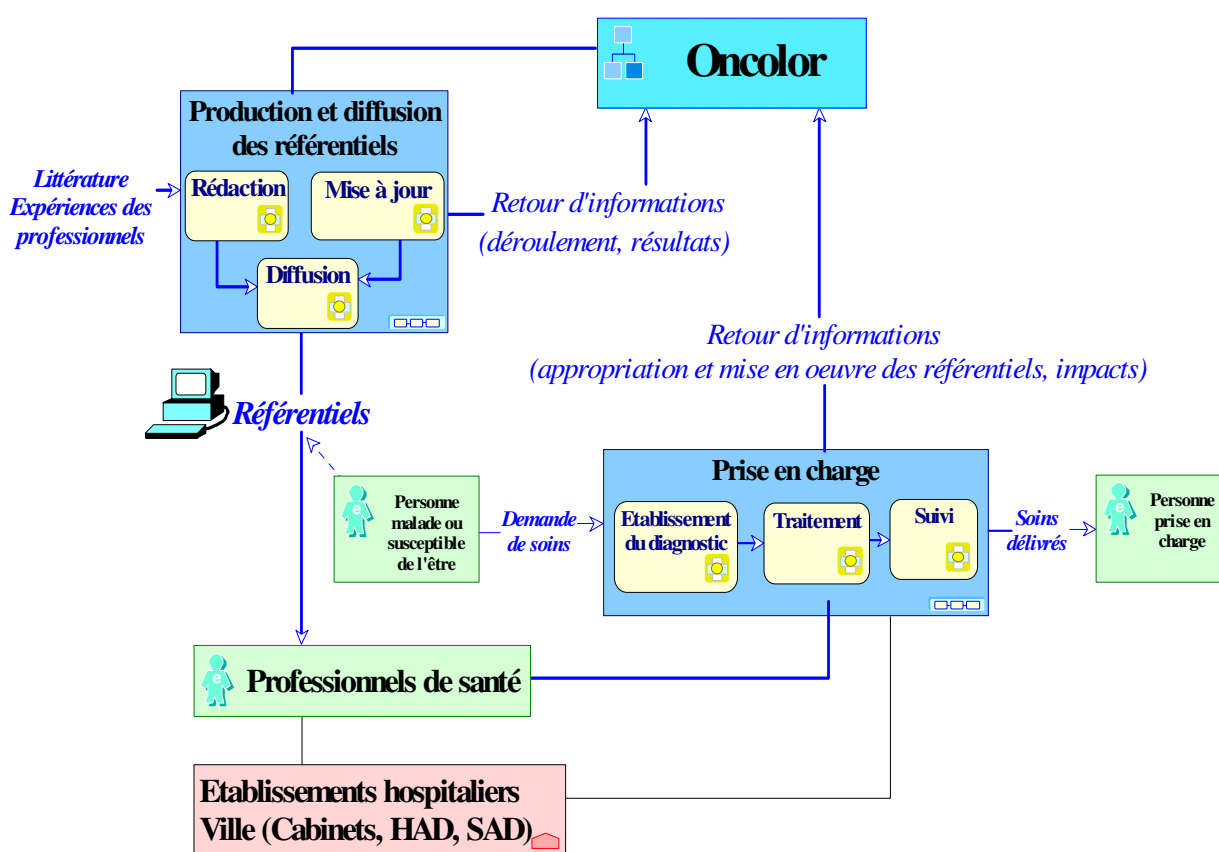 Oncolor
Production et diffusion
des référentiels
Rédaction
Mise à jour
Diffusion
Littérature
Expériences des
professionnels
Retour d'informations
(déroulement, résultats)
Retour d'informations
(appropriation et mise en oeuvre des référentiels, impacts)
Référentiels
e
Personne
malade ou
susceptible
de l'être
Demande
de soins
Prise en charge
Etablissement
du diagnostic
Traitement
Suivi
Soins
délivrés
e
Personne
prise en
charge
e
Professionnels de santé
Etablissements hospitaliers
Ville (Cabinets, HAD, SAD)